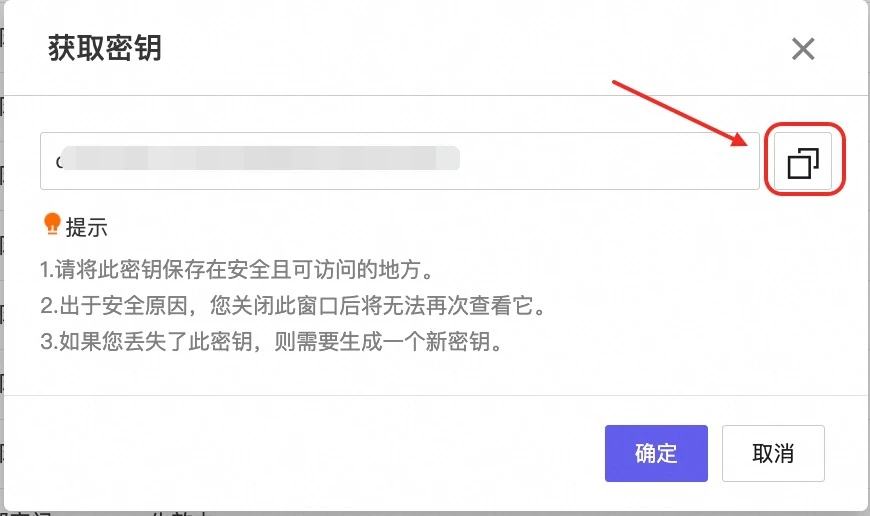 获取密钥
提示
1.请将此密钥保存在安全且可访问的地方。
2.出于安全原因，您关闭此窗口后将无法再次查看它。
3.如果您丢失了此密钥，则需要生成一个新密钥。
确定
取消